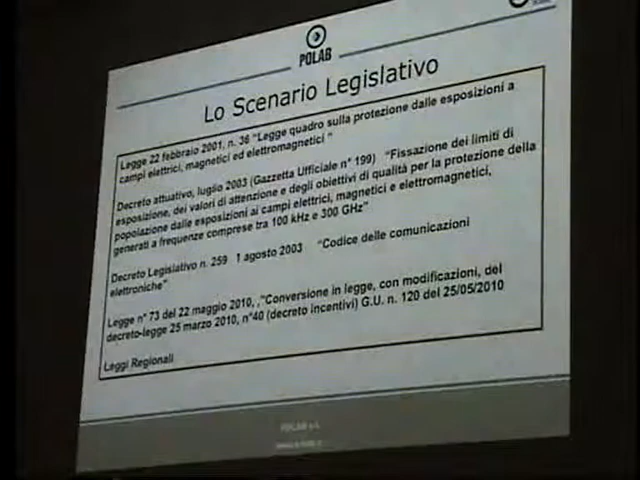 POLAB
Lo Scenario Legislativo
Legge 22 febbraio 2001, n. 36 "Legge quadro sulla protezione dalle esposizioni a
campi elettrici, magnetici ed elettromagnetici "
Decreto attuativo, luglio 2003 (Gazzetta Ufficiale n° 199) "Fissazione dei limiti di
esposizione, dei valori di attenzione e degli obiettivi di qualità per la protezione della
popolazione dalle esposizioni ai campi elettrici, magnetici e elettromagnetici,
generati a frequenze comprese tra 100 kHz e 300 GHz"
Decreto Legislativo n. 259 1 agosto 2003 "Codice delle comunicazioni
elettroniche"
Legge n° 73 del 22 maggio 2010, ,"Conversione in legge, con modificazioni, del
decreto-legge 25 marzo 2010, n°40 (decreto incentivi) G.U. n. 120 del 25/05/2010
Leggi Regionali
POLAB